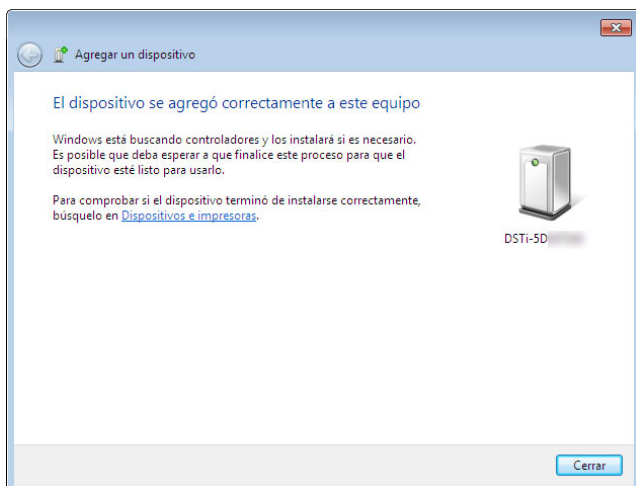 Agregar un dispositivo
El dispositivo se agregó correctamente a este equipo
Windows está buscando controladores y los instalará si es necesario.
Es posible que deba esperar a que finalice este proceso para que el
dispositivo esté listo para usarlo.
Para comprobar si el dispositivo terminó de instalarse correctamente,
búsquelo en Dispositivos e impresoras.
DSTi-5D
Cerrar